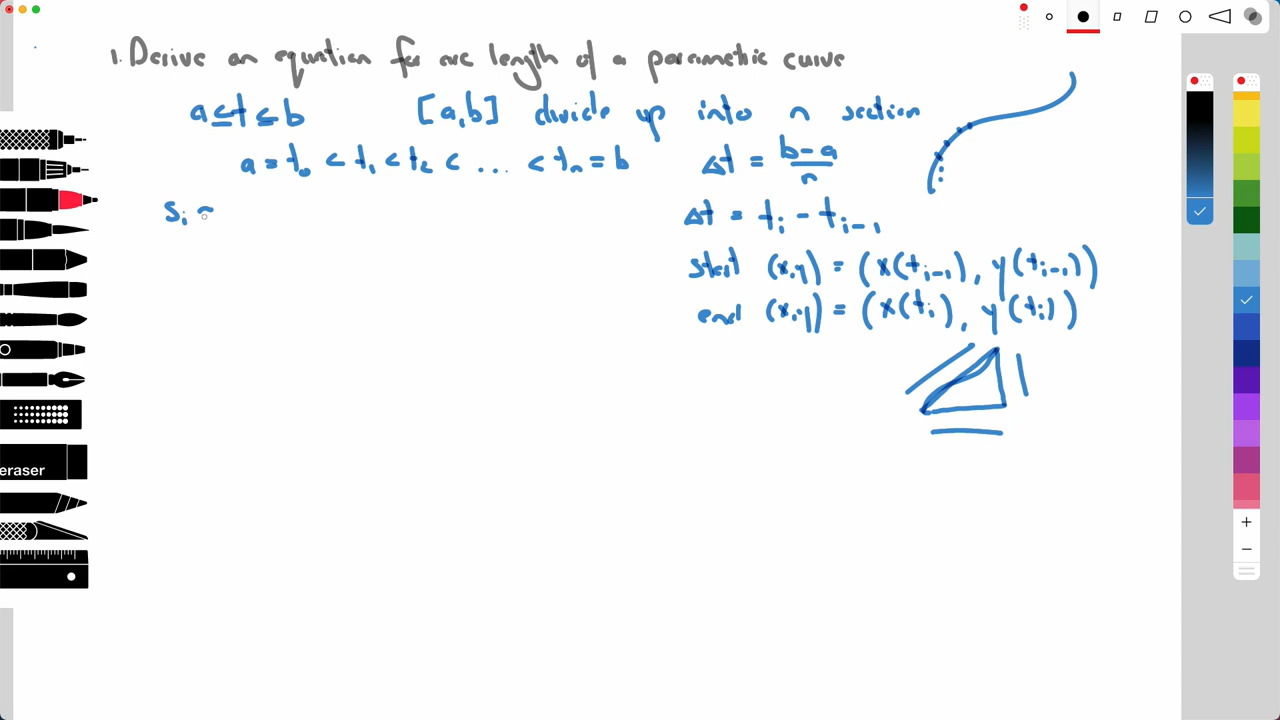 1. Derive an equation for arc length of a parametric curve
a ≤ t ≤ b [a,b] divide up into n section
a = t₀ < t₁ < t₂ < ... < tₙ = b Δt = (b-a)/n
sᵢ ~
Δt = tᵢ - tᵢ₋₁
start (x,y) = (x(tᵢ₋₁), y(tᵢ₋₁))
end (x,y) = (x(tᵢ), y(tᵢ))
eraser